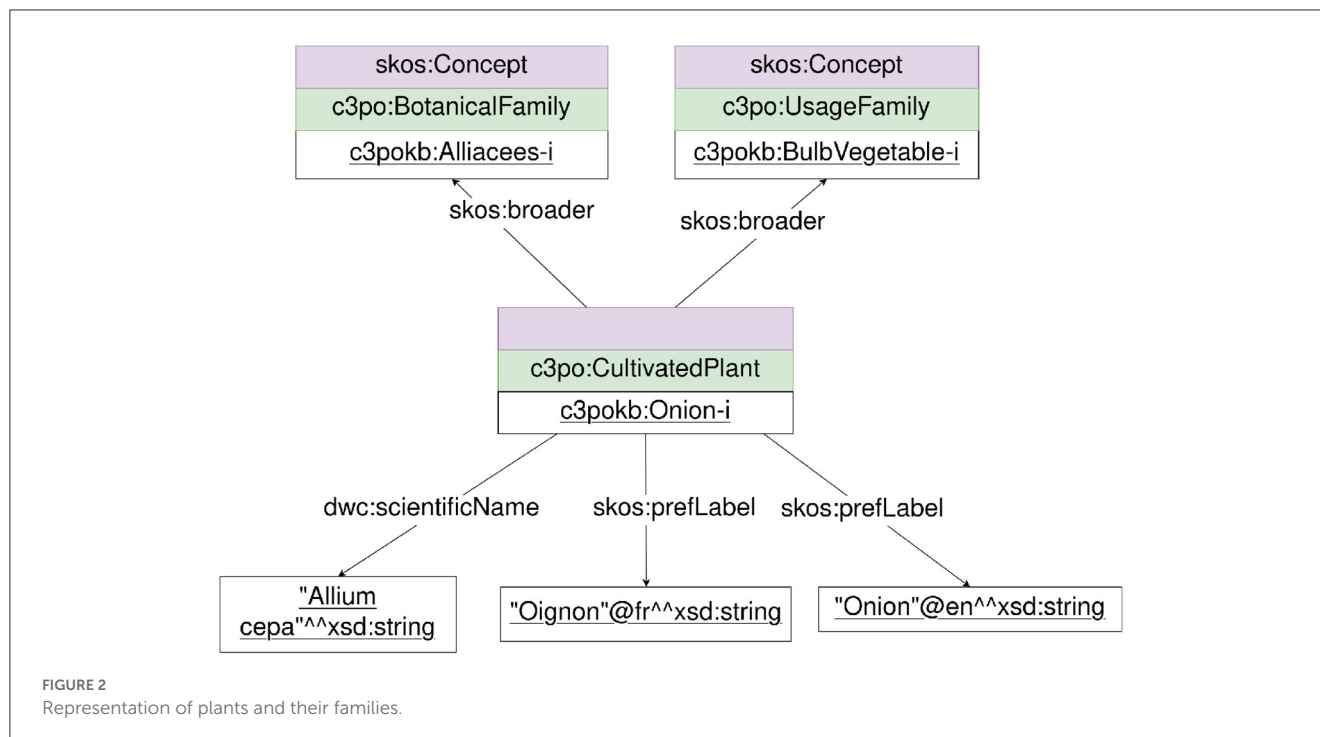 skos:Concept
skos:Concept
c3po:BotanicalFamily
c3po:UsageFamily
c3pokb:Alliacees-i
c3pokb:BulbVegetable-i
skos:broader
skos:broader
c3po:CultivatedPlant
c3pokb:Onion-i
dwc:scientificName
skos:prefLabel
skos:prefLabel
"Allium
cepa"^^xsd:string
"Oignon"@fr^^xsd:string
"Onion"@en^^xsd:string
FIGURE 2
Representation of plants and their families.